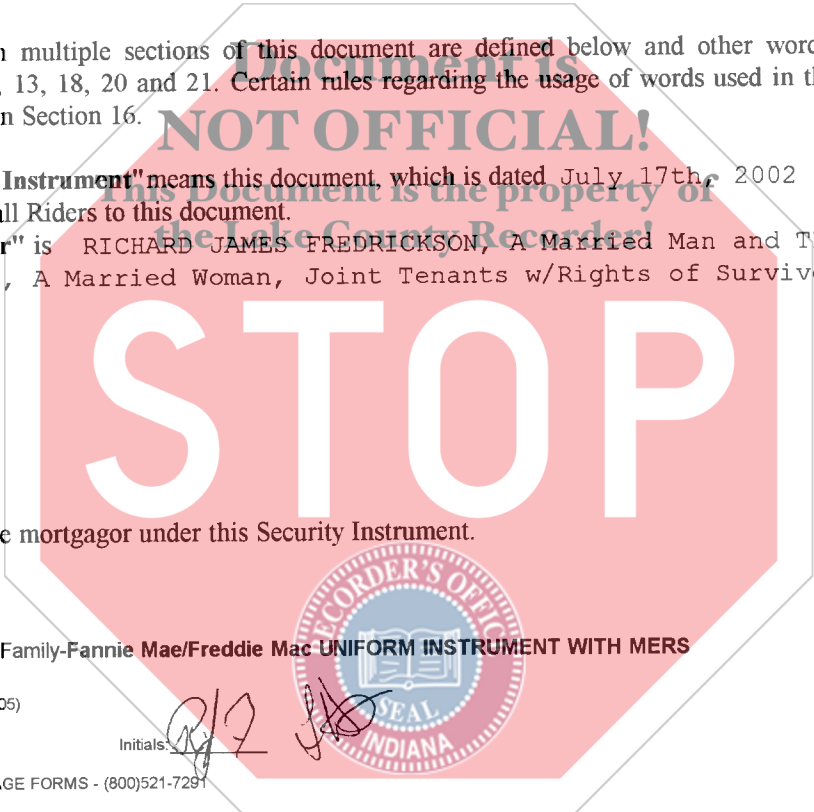 n multiple sections of this document are defined below and other word
, 13, 18, 20 and 21. Certain rules regarding the usage of words used in th
n Section 16.
Document is
NOT OFFICIAL!
This Document is the property of
the Lake County Recorder!
Instrument" means this document, which is dated July 17th, 2002
ll Riders to this document.
r" is RICHARD JAMES FREDRICKSON, A Married Man and T
, A Married Woman, Joint Tenants w/Rights of Surviv
STOP
e mortgagor under this Security Instrument.
RECORDER'S OFFICE
Family-Fannie Mae/Freddie Mac UNIFORM INSTRUMENT WITH MERS
05)
SEAL
INDIANA
Initials: RJF
AGE FORMS - (800)521-7291